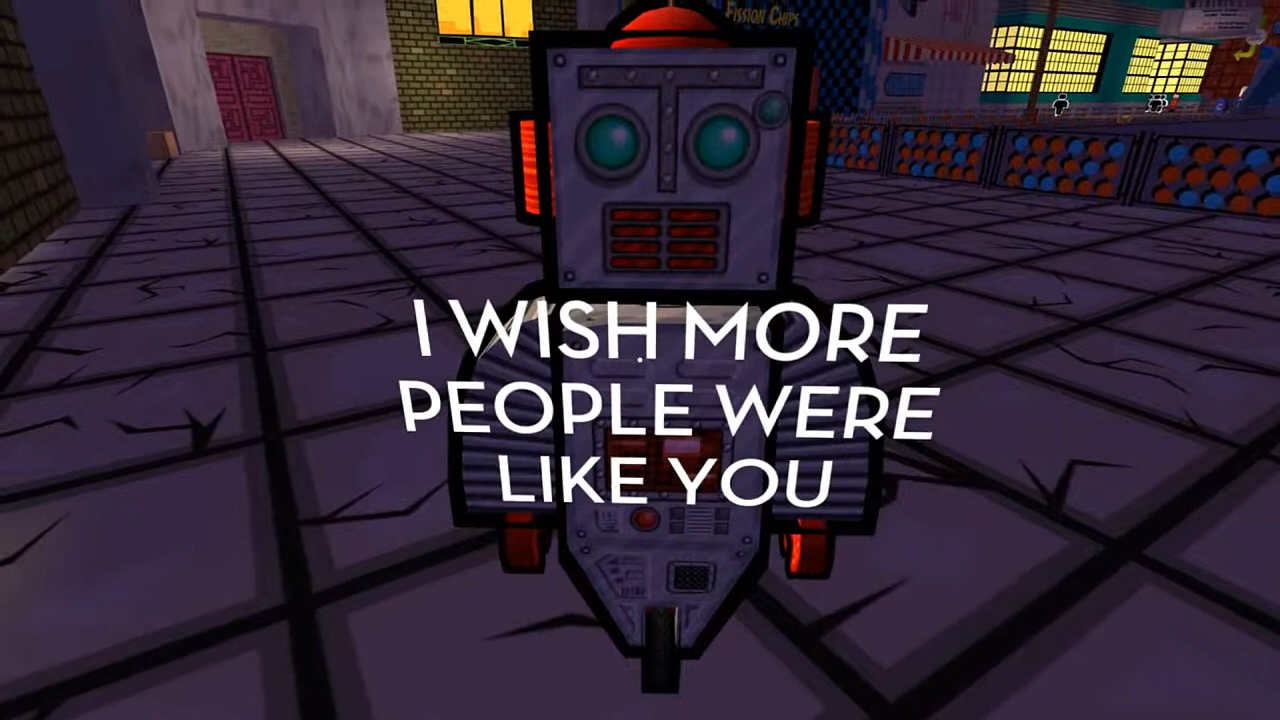 FISSION CHIPS
I WISH MORE
PEOPLE WERE
LIKE YOU